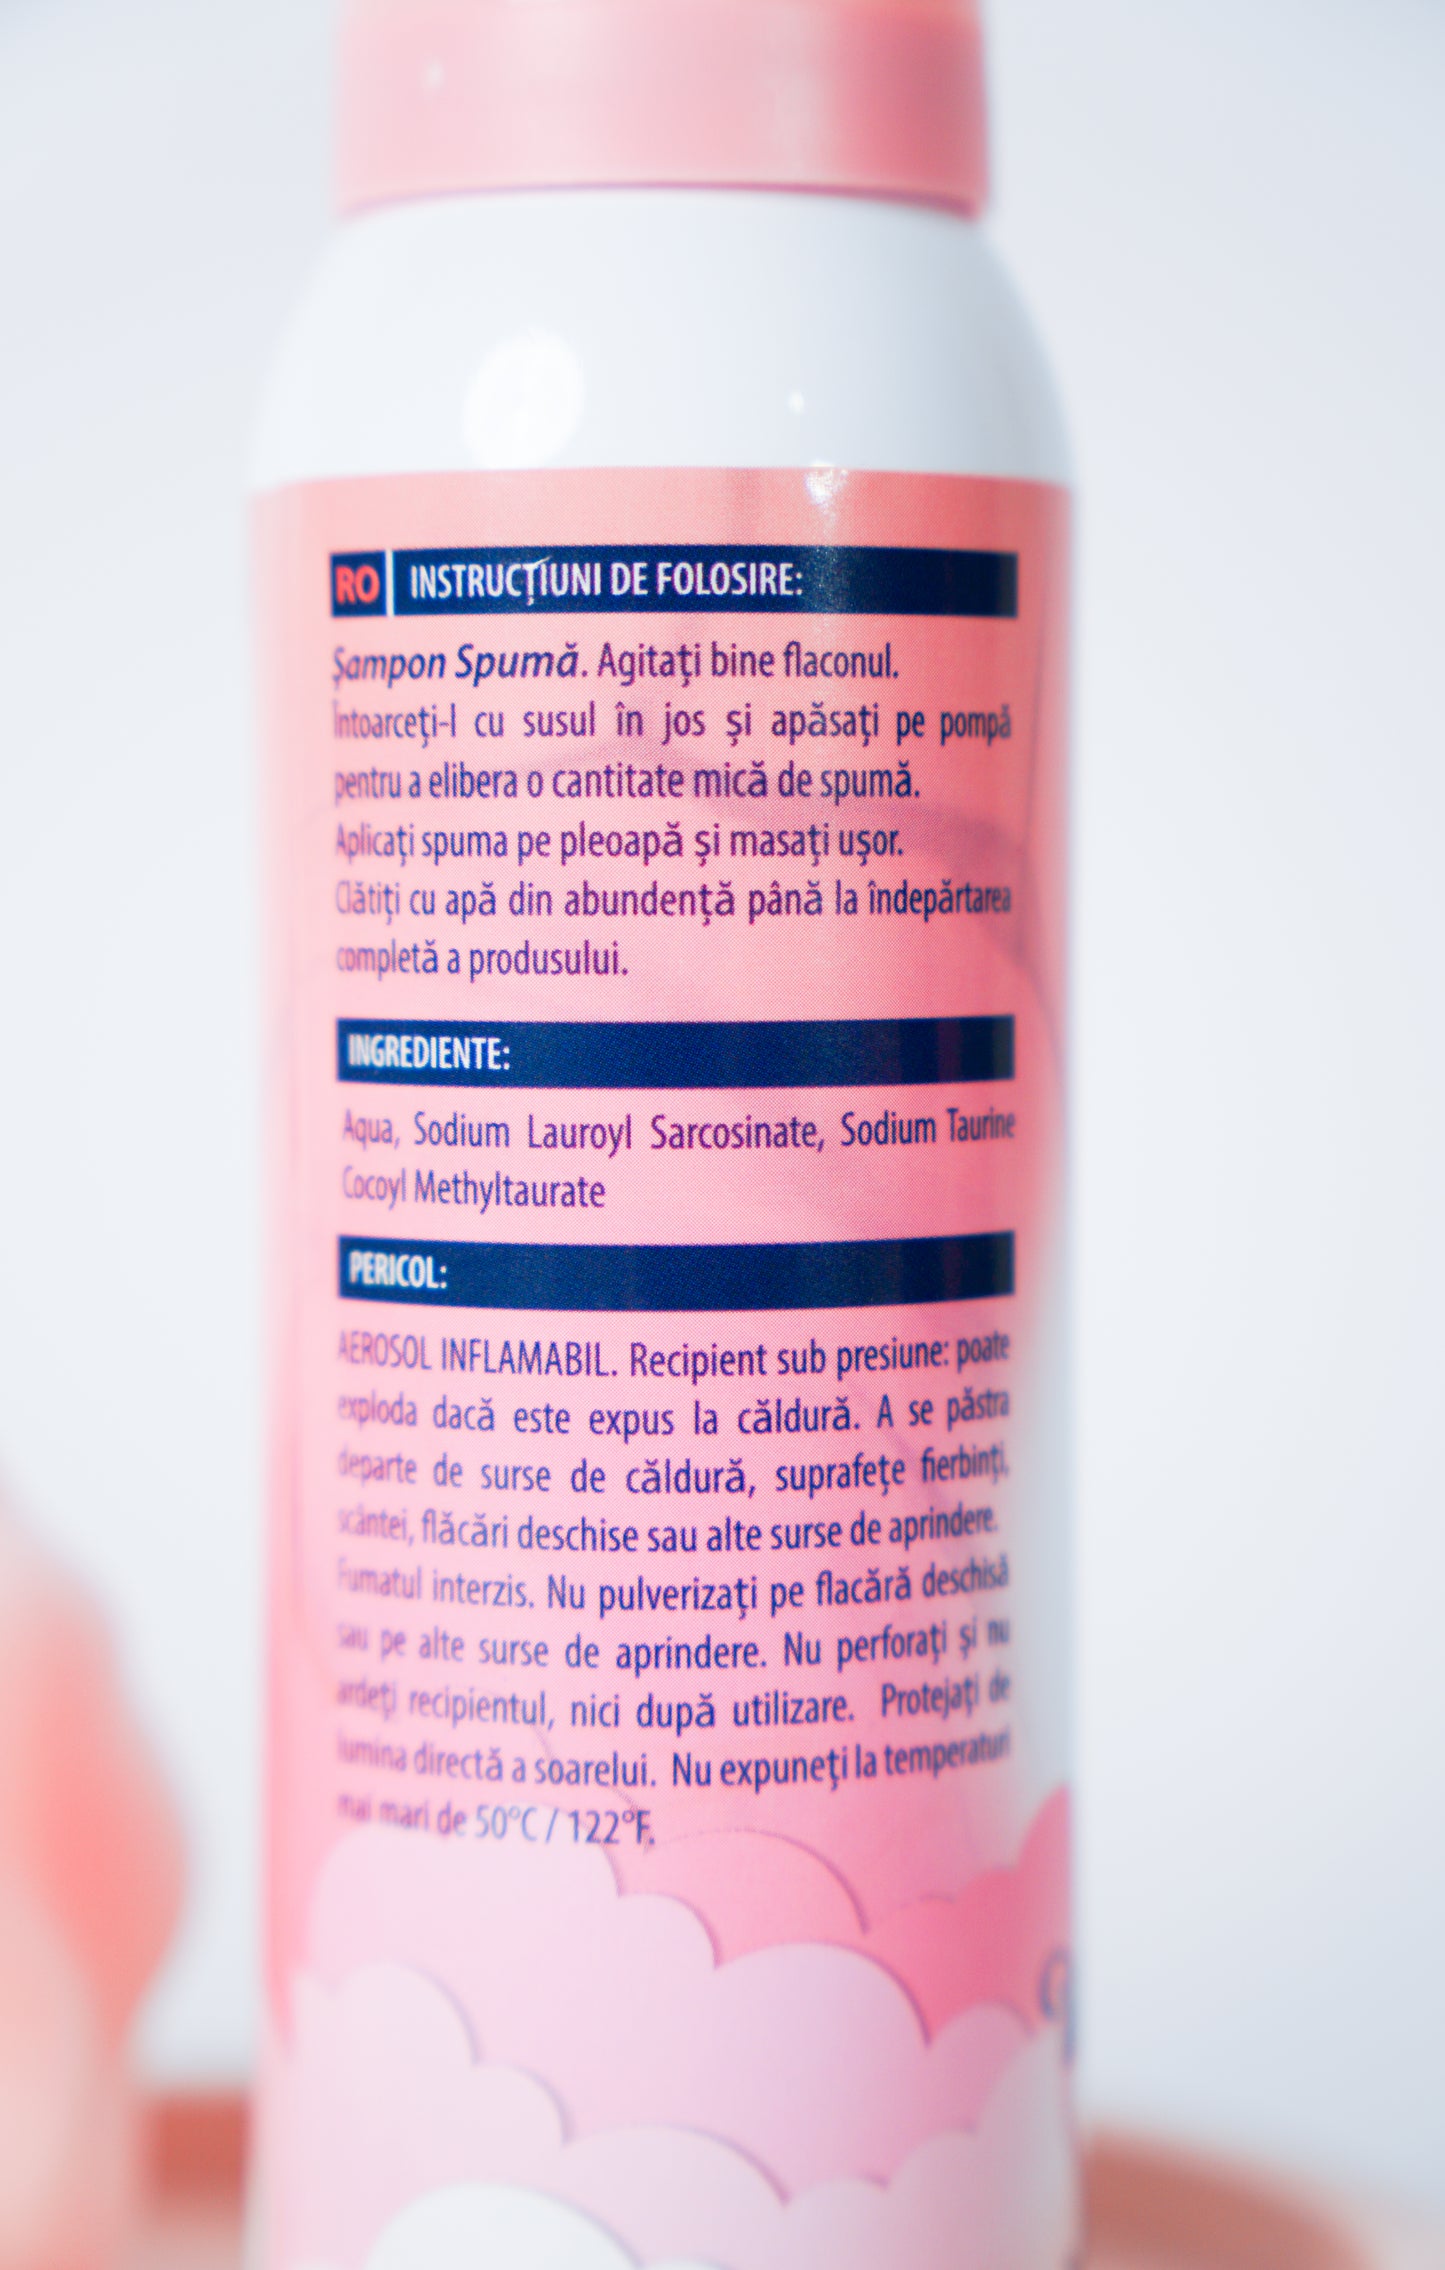 RO INSTRUCȚIUNI DE FOLOSIRE:
Șampon Spumă. Agitați bine flaconul.
Întoarceți-l cu susul în jos și apăsați pe pompă
pentru a elibera o cantitate mică de spumă.
Aplicați spuma pe pleoapă și masați ușor.
Clătiți cu apă din abundență până la îndepărtarea
completă a produsului.
INGREDIENTE:
Aqua, Sodium Lauroyl Sarcosinate, Sodium Taurine
Cocoyl Methyltaurate
PERICOL:
AEROSOL INFLAMABIL. Recipient sub presiune: poate
exploda dacă este expus la căldură. A se păstra
departe de surse de căldură, suprafețe fierbinți,
scântei, flăcări deschise sau alte surse de aprindere.
Fumatul interzis. Nu pulverizați pe flacără deschisă
sau pe alte surse de aprindere. Nu perforați și nu
ardeți recipientul, nici după utilizare. Protejați de
lumina directă a soarelui. Nu expuneți la temperaturi
mai mari de 50°C / 122°F.